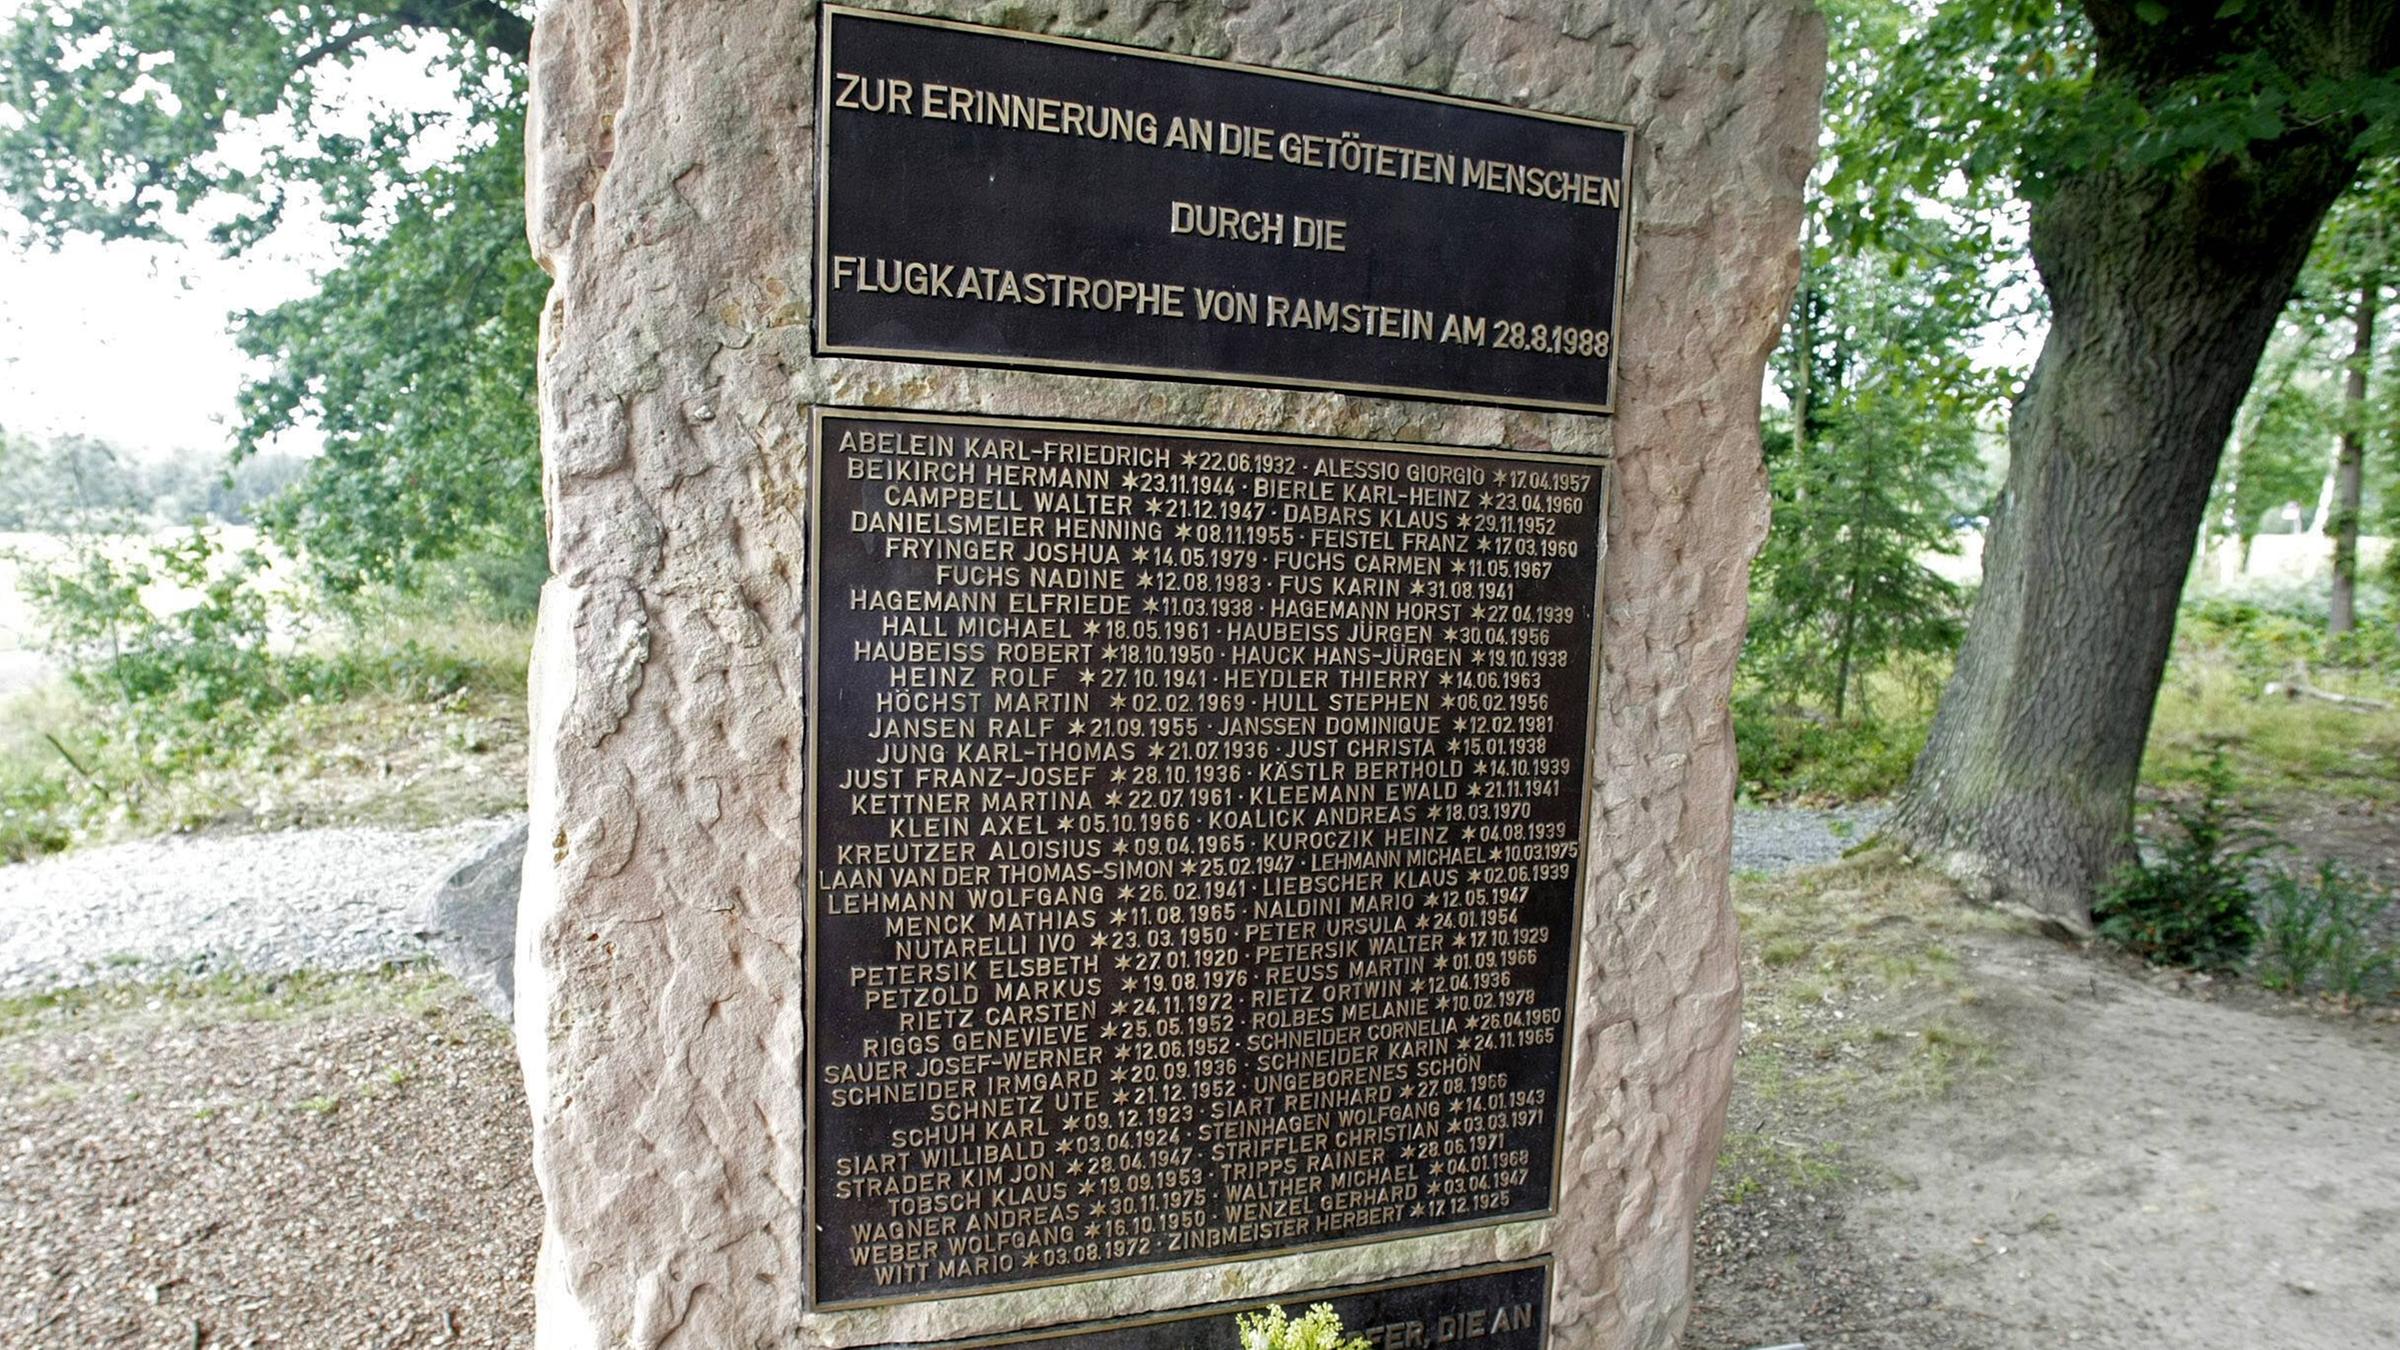 ZUR ERINNERUNG AN DIE GETÖTETEN MENSCHEN
DURCH DIE
FLUGKATASTROPHE VON RAMSTEIN AM 28.8.1988
ABELEIN KARL-FRIEDRICH *22.06.1932 · ALESSIO GIORGIO *17.04.1957
BEIKIRCH HERMANN *23.11.1944 · BIERLE KARL-HEINZ *23.04.1960
CAMPBELL WALTER *21.12.1947 · DABARS KLAUS *29.11.1952
DANIELSMEIER HENNING *08.11.1955 · FEISTEL FRANZ *17.03.1960
FRYINGER JOSHUA *14.05.1979 · FUCHS CARMEN *11.05.1967
FUCHS NADINE *12.08.1983 · FUS KARIN *31.08.1941
HAGEMANN ELFRIEDE *11.03.1938 · HAGEMANN HORST *27.04.1939
HALL MICHAEL *18.05.1961 · HAUBEISS JÜRGEN *30.04.1956
HAUBEISS ROBERT *18.10.1950 · HAUCK HANS-JÜRGEN *19.10.1938
HEINZ ROLF *27.10.1941 · HEYDLER THIERRY *14.06.1963
HÖCHST MARTIN *02.02.1969 · HULL STEPHEN *06.02.1956
JANSEN RALF *21.09.1955 · JANSSEN DOMINIQUE *12.02.1981
JUNG KARL-THOMAS *21.07.1936 · JUST CHRISTA *15.01.1938
JUST FRANZ-JOSEF *28.10.1936 · KÄSTLR BERTHOLD *14.10.1939
KETTNER MARTINA *22.07.1961 · KLEEMANN EWALD *21.11.1941
KLEIN AXEL *05.10.1966 · KOALICK ANDREAS *18.03.1970
KREUTZER ALOISIUS *09.04.1965 · KUROCZIK HEINZ *04.08.1939
LAAN VAN DER THOMAS-SIMON *25.02.1947 · LEHMANN MICHAEL *10.03.1975
LEHMANN WOLFGANG *26.02.1941 · LIEBSCHER KLAUS *02.06.1939
MENCK MATHIAS *11.08.1965 · NALDINI MARIO *12.05.1947
NUTARELLI IVO *23.03.1950 · PETER URSULA *24.01.1954
PETERSIK ELSBETH *27.01.1920 · PETERSIK WALTER *17.10.1929
PETZOLD MARKUS *19.08.1976 · REUSS MARTIN *01.09.1966
RIETZ CARSTEN *24.11.1972 · RIETZ ORTWIN *12.04.1936
RIGGS GENEVIEVE *25.05.1952 · ROLBES MELANIE *10.02.1978
SAUER JOSEF-WERNER *12.06.1952 · SCHNEIDER CORNELIA *26.04.1960
SCHNEIDER IRMGARD *20.09.1936 · SCHNEIDER KARIN *24.11.1965
SCHNETZ UTE *21.12.1952 · UNGEBORENES SCHÖN
SCHUH KARL *09.12.1923 · SIART REINHARD *27.08.1966
SIART WILLIBALD *03.04.1924 · STEINHAGEN WOLFGANG *14.01.1943
STRADER KIM JON *28.04.1947 · STRIFFLER CHRISTIAN *03.03.1971
TOBSCH KLAUS *19.09.1953 · TRIPPS RAINER *28.06.1971
WAGNER ANDREAS *30.11.1975 · WALTHER MICHAEL *04.01.1968
WEBER WOLFGANG *16.10.1950 · WENZEL GERHARD *03.04.1947
WITT MARIO *03.08.1972 · ZINBMEISTER HERBERT *17.12.1925
DIE AN